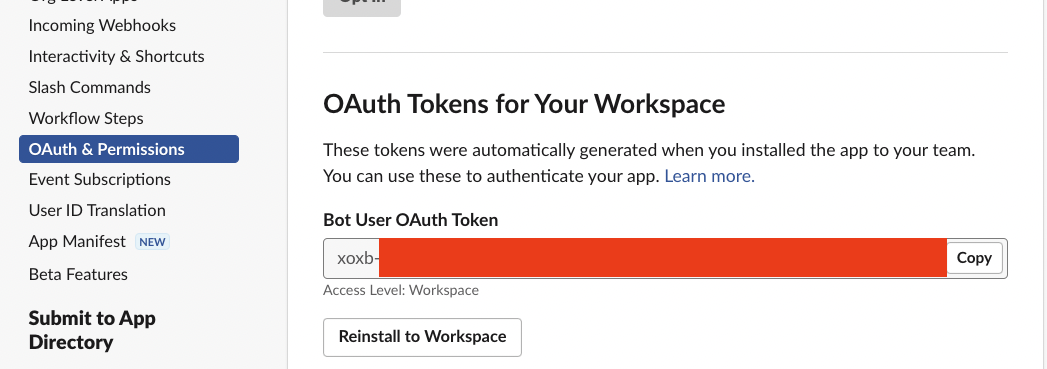 Incoming Webhooks
Interactivity & Shortcuts
Slash Commands
Workflow Steps
OAuth & Permissions
Event Subscriptions
User ID Translation
App Manifest NEW
Beta Features
Submit to App
Directory
OAuth Tokens for Your Workspace
These tokens were automatically generated when you installed the app to your team.
You can use these to authenticate your app. Learn more.
Bot User OAuth Token
xoxb-
Copy
Access Level: Workspace
Reinstall to Workspace